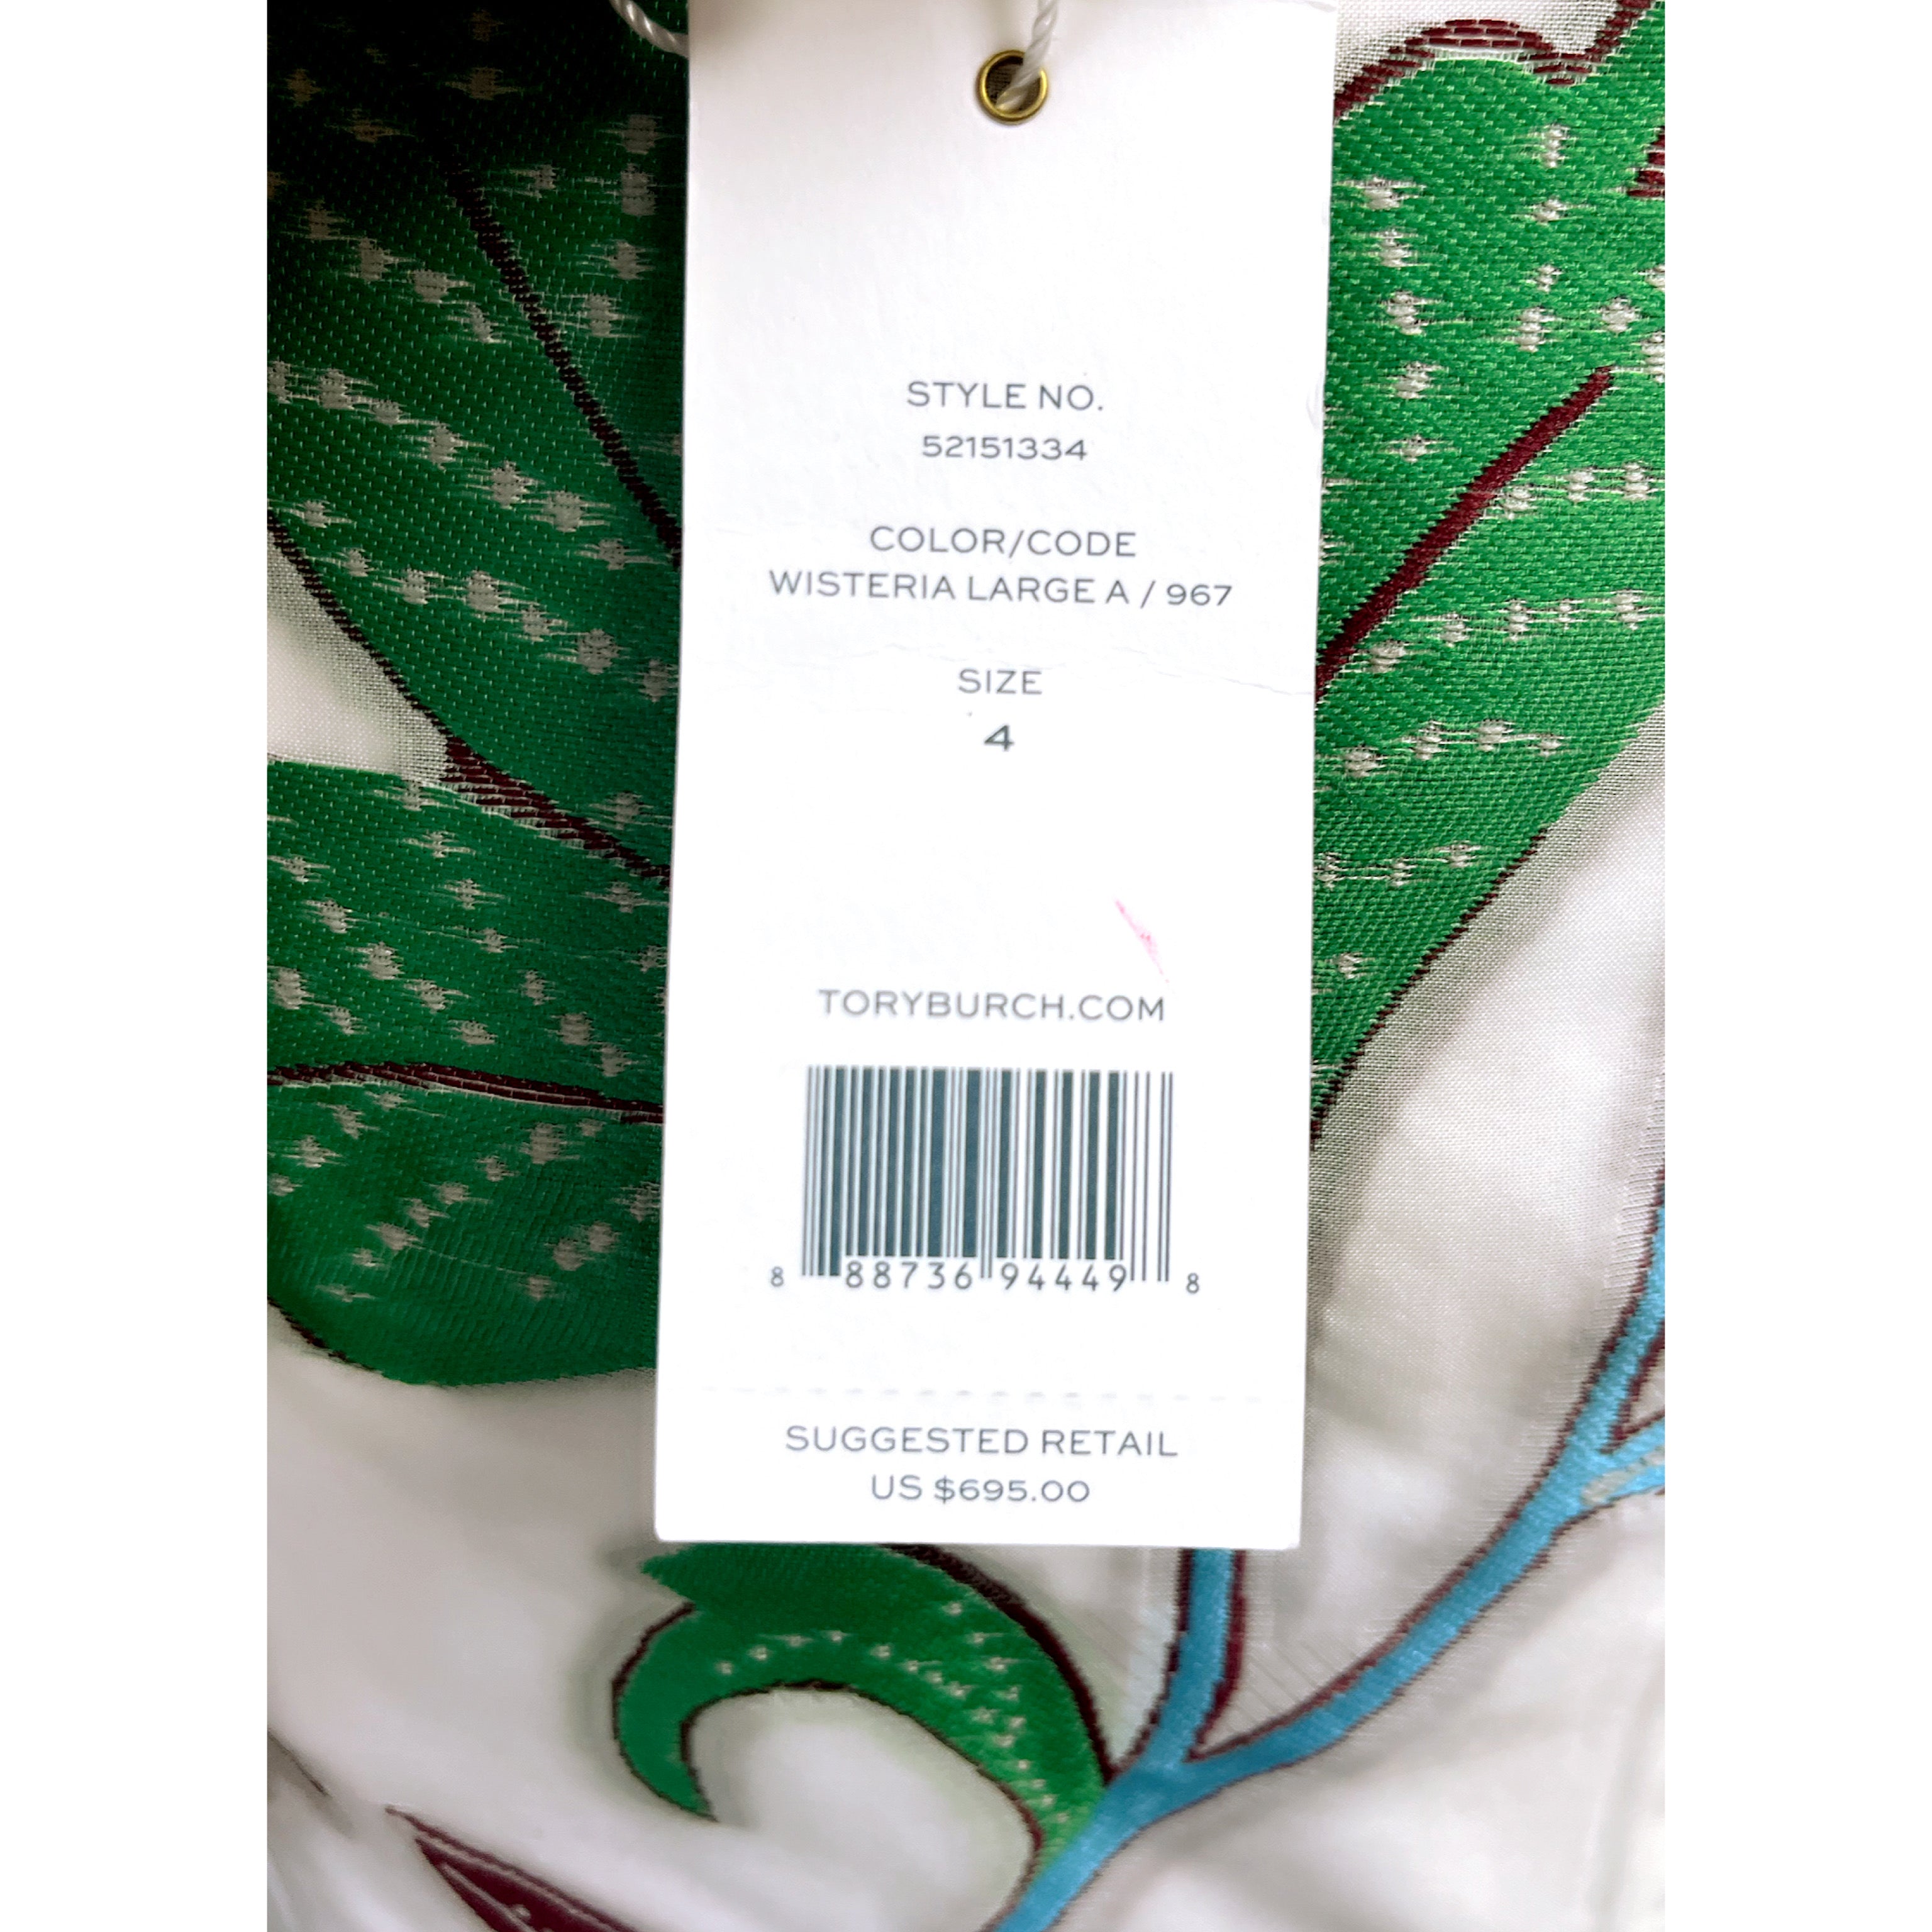 STYLE NO.
52151334
COLOR/CODE
WISTERIA LARGE A / 967
SIZE
4
TORYBURCH.COM
8 88736 94449 8
SUGGESTED RETAIL
US $695.00